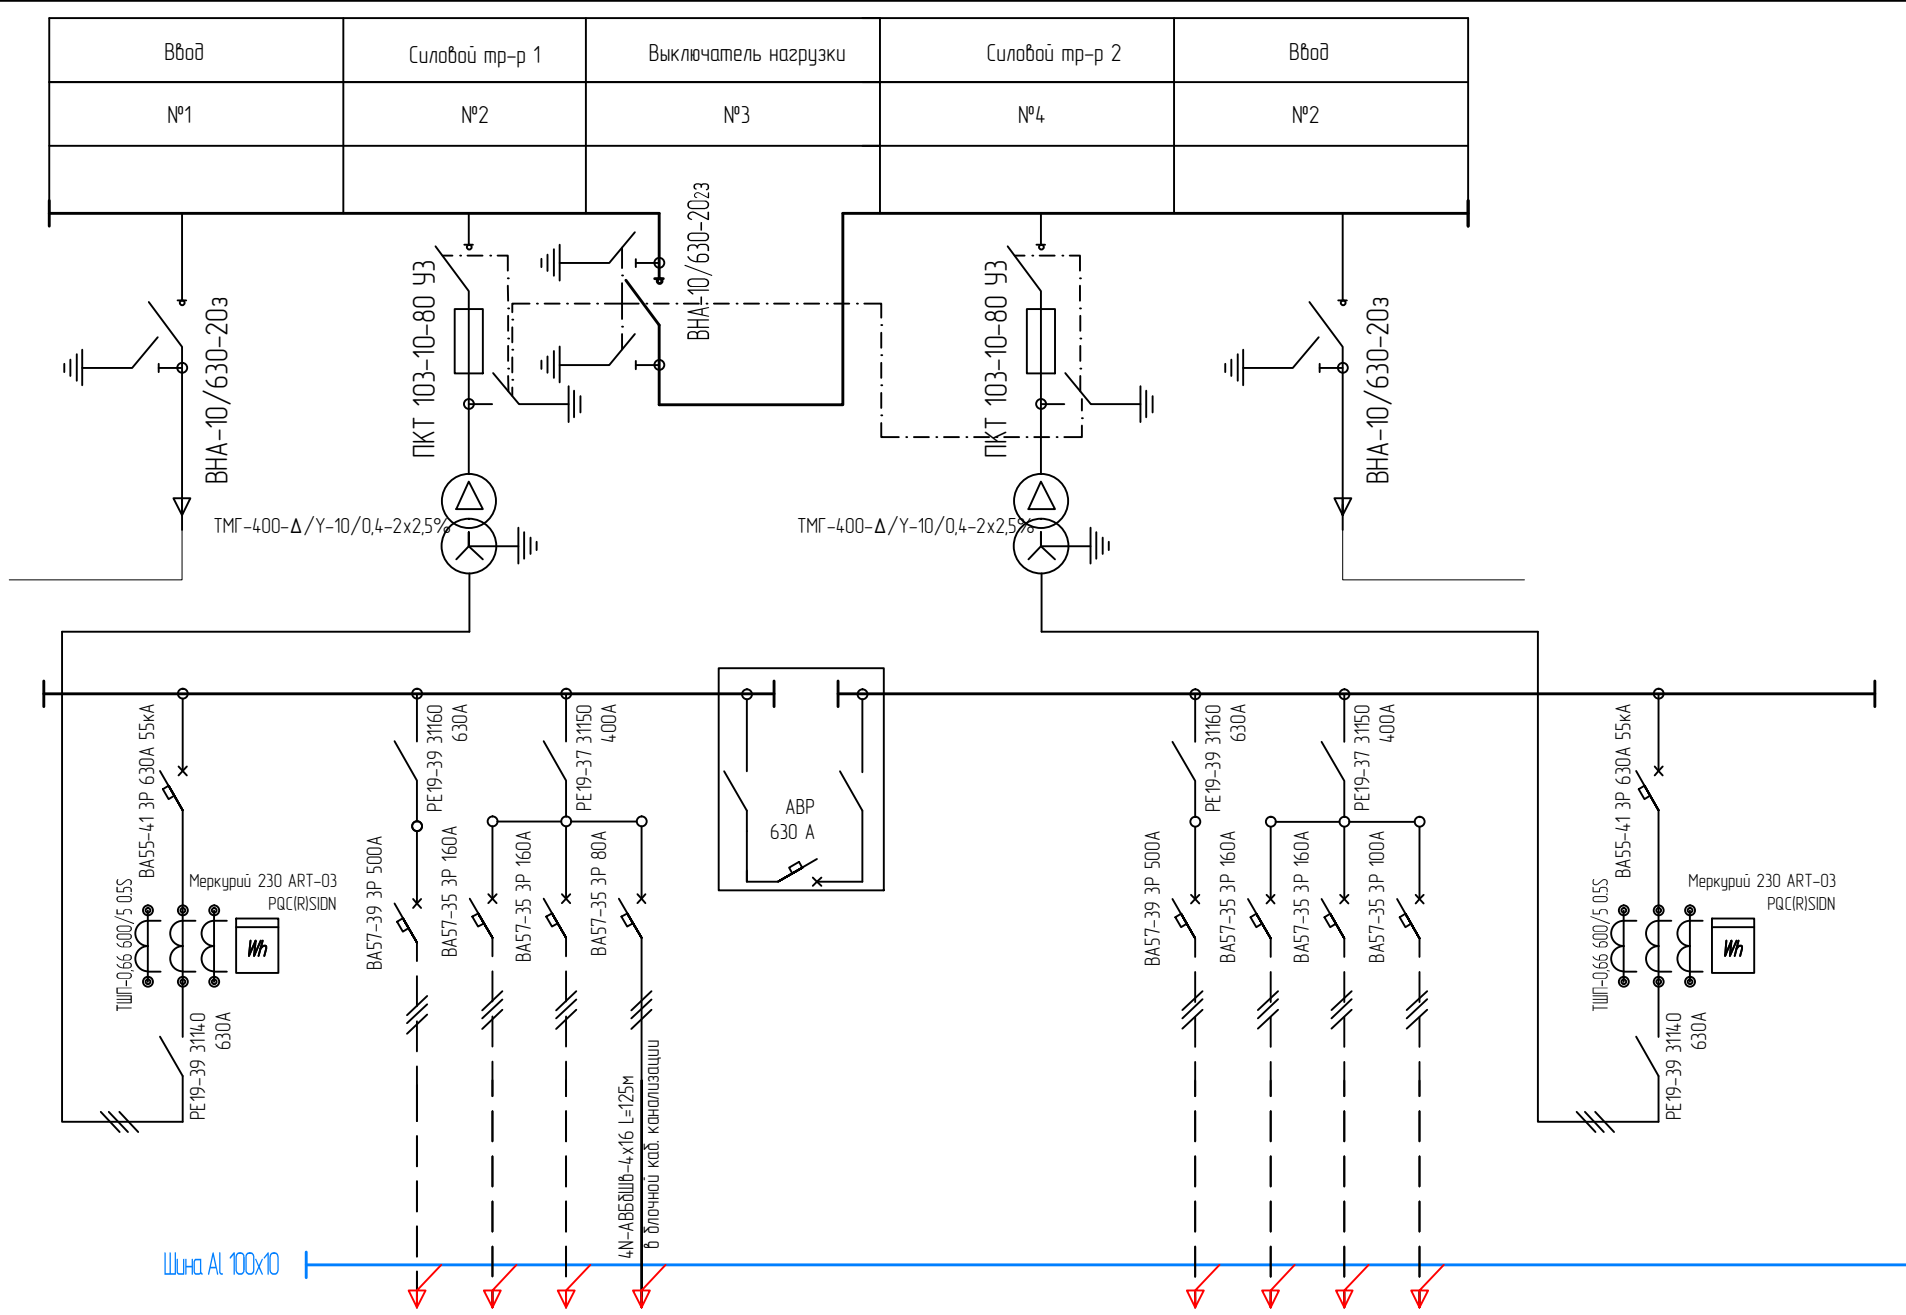 Ввод
Силовой тр-р 1
Выключатель нагрузки
Силовой тр-р 2
Ввод
№1
№2
№3
№4
№2
ВНА-10/630-20з
ПКТ 103-10-80 У3
ВНА-10/630-202з
ПКТ 103-10-80 У3
ВНА-10/630-20з
ТМГ-400-Δ/Y-10/0,4-2x2,5%
ТМГ-400-Δ/Y-10/0,4-2x2,5%
ВА55-41 3Р 630А 55кА
РЕ19-39 31160
630А
РЕ19-37 31150
400А
АВР
630 А
РЕ19-39 31160
630А
РЕ19-37 31150
400А
ВА55-41 3Р 630А 55кА
ВА57-39 3Р 500А
ВА57-35 3Р 160А
ВА57-35 3Р 160А
ВА57-35 3Р 80А
ВА57-39 3Р 500А
ВА57-35 3Р 160А
ВА57-35 3Р 160А
ВА57-35 3Р 100А
Меркурий 230 ART-03
PQC(R)SIDN
Wh
Меркурий 230 ART-03
PQC(R)SIDN
Wh
ТШП-0,66 600/5 0.5S
ТШП-0,66 600/5 0.5S
РЕ19-39 31140
630А
РЕ19-39 31140
630А
4N-АВБбШв-4x16 L=125м
в блочной каб. канализации
Шина Al 100x10